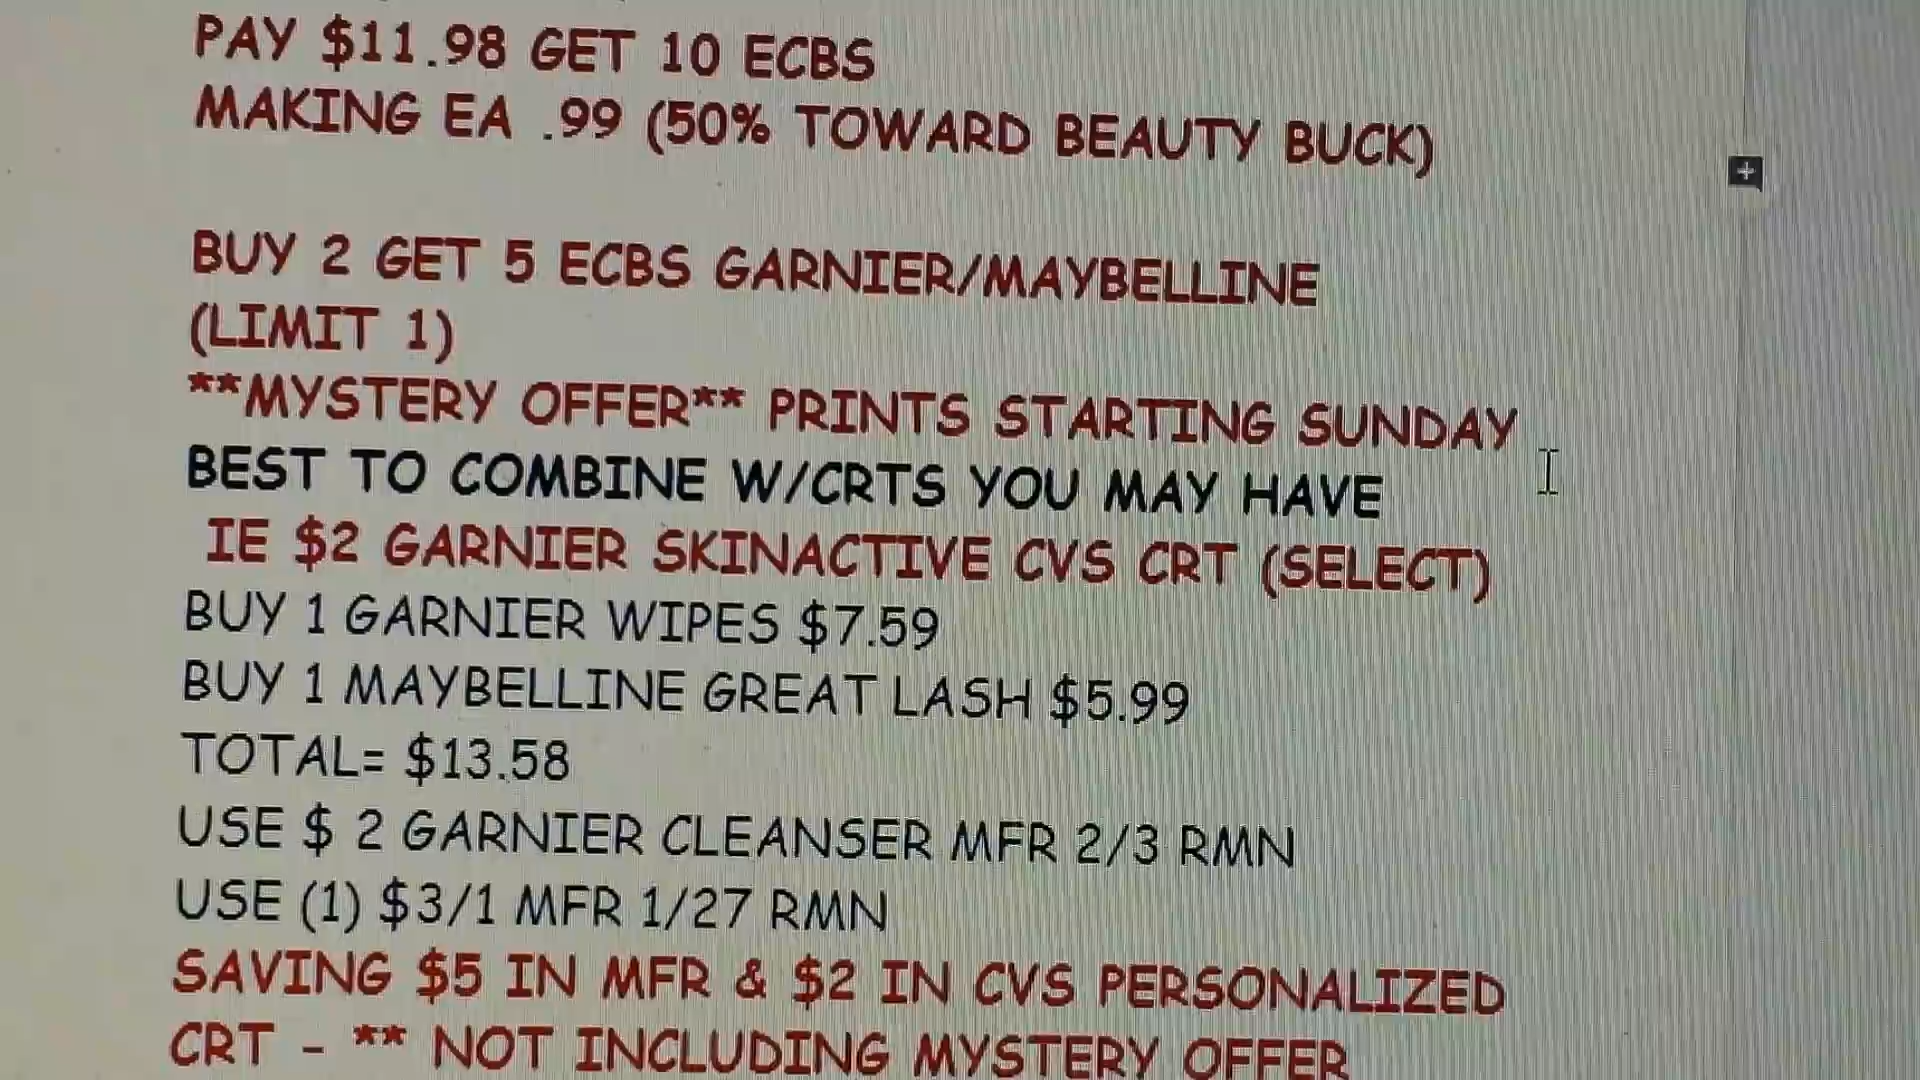 PAY $11.98 GET 10 ECBS
MAKING EA .99 (50% TOWARD BEAUTY BUCK)
BUY 2 GET 5 ECBS GARNIER/MAYBELLINE
(LIMIT 1)
**MYSTERY OFFER** PRINTS STARTING SUNDAY
BEST TO COMBINE W/CRTS YOU MAY HAVE
IE $2 GARNIER SKINACTIVE CVS CRT (SELECT)
BUY 1 GARNIER WIPES $7.59
BUY 1 MAYBELLINE GREAT LASH $5.99
TOTAL= $13.58
USE $ 2 GARNIER CLEANSER MFR 2/3 RMN
USE (1) $3/1 MFR 1/27 RMN
SAVING $5 IN MFR & $2 IN CVS PERSONALIZED
CRT - ** NOT INCLUDING MYSTERY OFFER